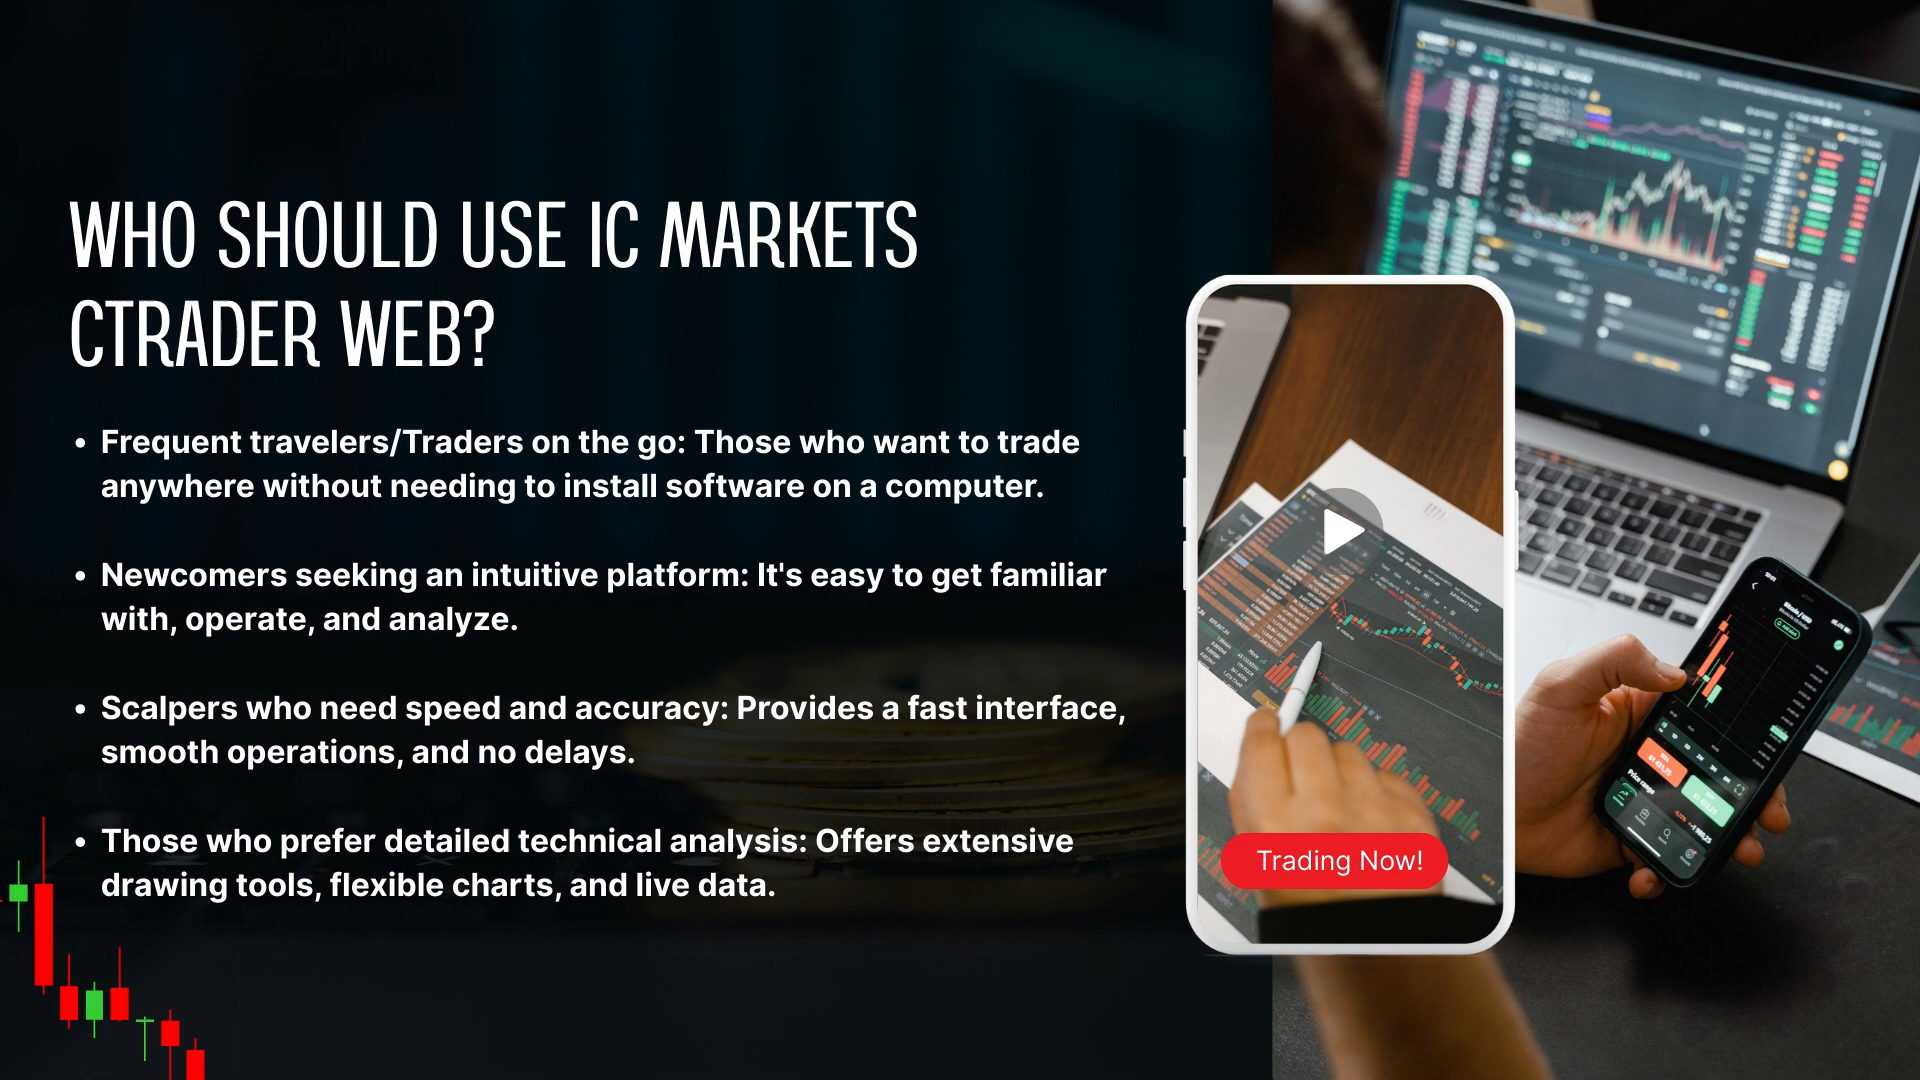 WHO SHOULD USE IC MARKETS
CTRADER WEB?
• Frequent travelers/Traders on the go: Those who want to trade
anywhere without needing to install software on a computer.
• Newcomers seeking an intuitive platform: It's easy to get familiar
with, operate, and analyze.
• Scalpers who need speed and accuracy: Provides a fast interface,
smooth operations, and no delays.
• Those who prefer detailed technical analysis: Offers extensive
drawing tools, flexible charts, and live data.
Trading Now!
Price range